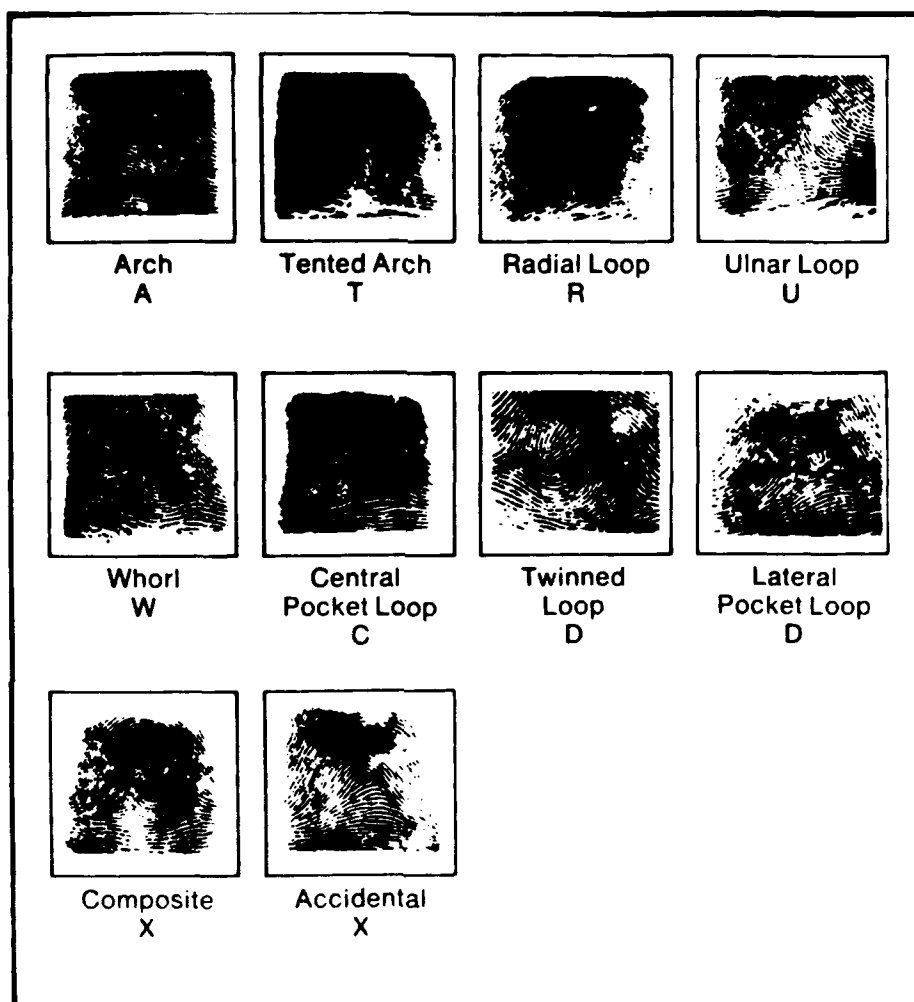 Arch
A
Tented Arch
T
Radial Loop
R
Ulnar Loop
U
Whorl
W
Central
Pocket Loop
C
Twinned
Loop
D
Lateral
Pocket Loop
D
Composite
X
Accidental
X